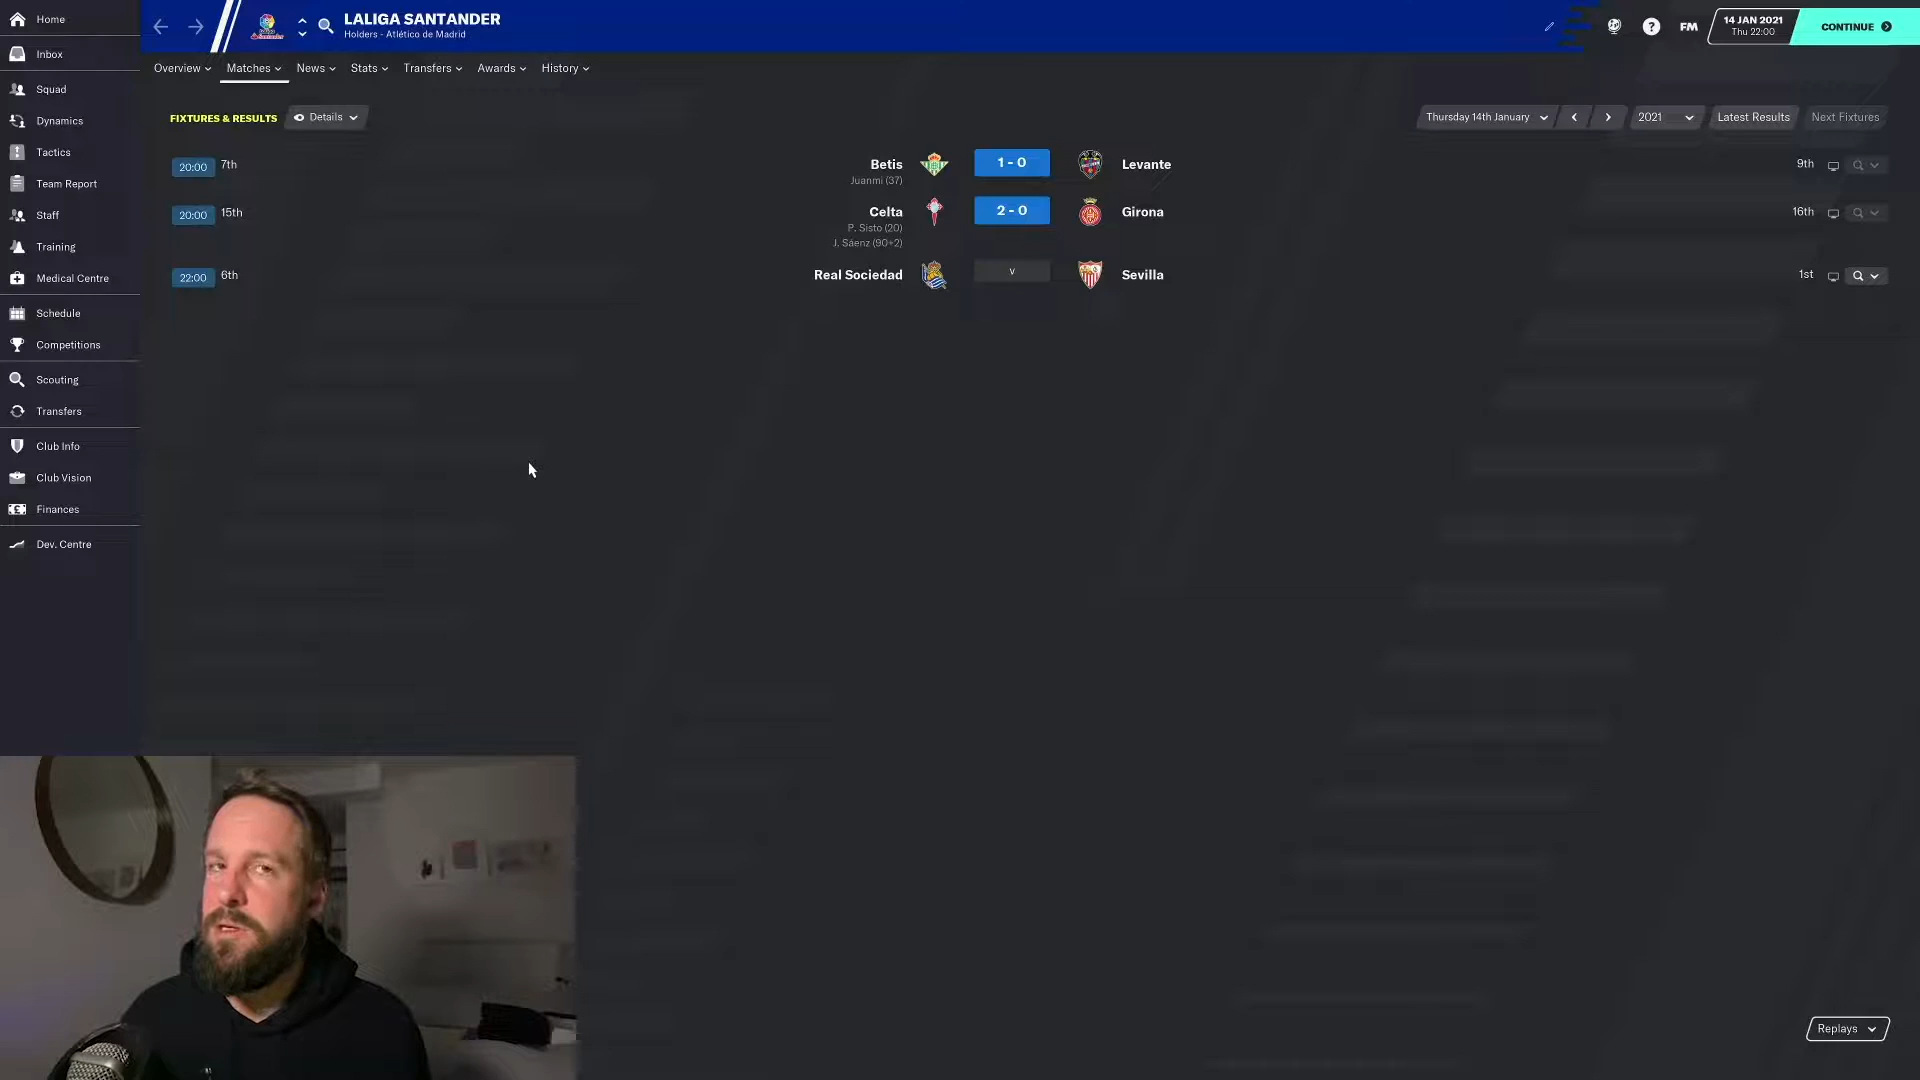 Home
Inbox
Squad
Dynamics
Tactics
Team Report
Staff
Training
Medical Centre
Schedule
Competitions
Scouting
Transfers
Club Info
Club Vision
Finances
Dev. Centre
LALIGA SANTANDER
Holders - Atlético de Madrid
FM
14 JAN 2021
Thu 22:00
CONTINUE
Overview Matches News Stats Transfers Awards History
FIXTURES & RESULTS Details Thursday 14th January 2021 Latest Results Next Fixtures
20:00 7th Betis 1 - 0 Levante 9th
Juanmi (37)
20:00 15th Celta 2 - 0 Girona 16th
P. Sisto (20)
J. Sáenz (90+2)
22:00 6th Real Sociedad v Sevilla 1st
Replays